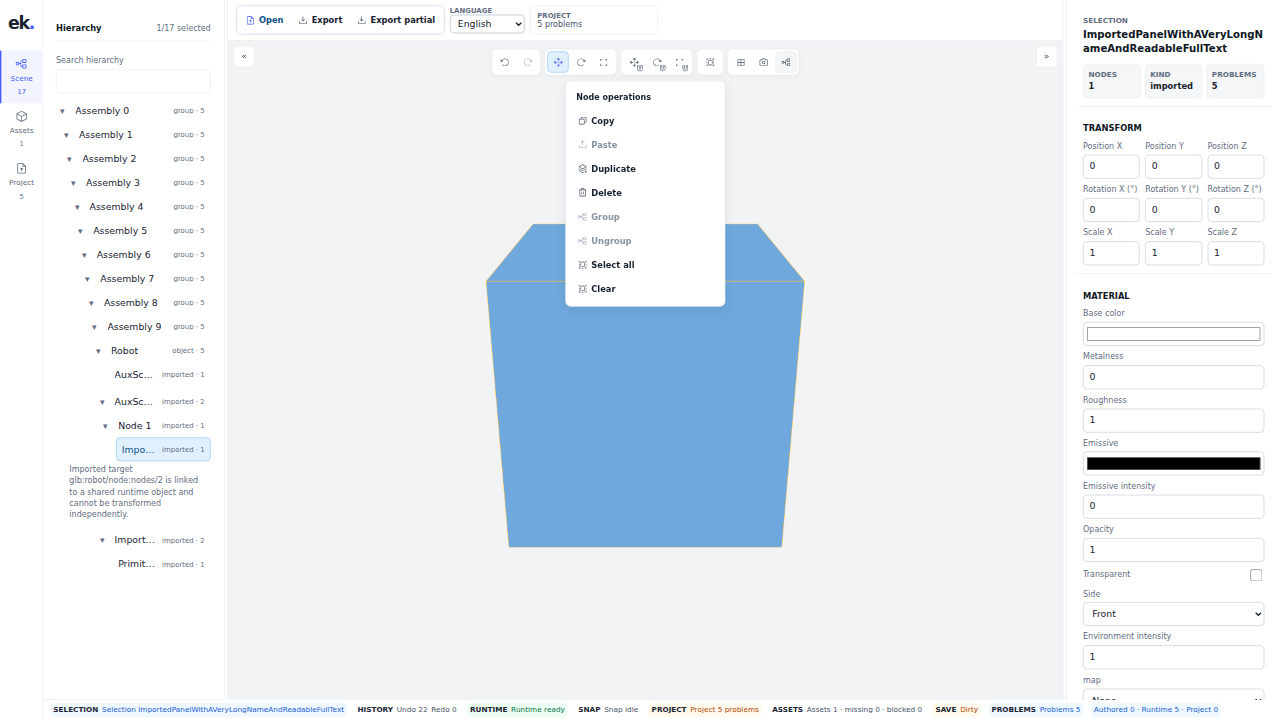 ek.
Scene
17
Assets
1
Project
5
Hierarchy
1/17 selected
Search hierarchy
Assembly 0 group · 5
Assembly 1 group · 5
Assembly 2 group · 5
Assembly 3 group · 5
Assembly 4 group · 5
Assembly 5 group · 5
Assembly 6 group · 5
Assembly 7 group · 5
Assembly 8 group · 5
Assembly 9 group · 5
Robot object · 5
AuxSc... imported · 1
AuxSc... imported · 2
Node 1 imported · 1
Impo... imported · 1
Imported target
glb:robot/node:nodes/2 is linked
to a shared runtime object and
cannot be transformed
independently.
Import... imported · 2
Primit... imported · 1
Open
Export
Export partial
LANGUAGE
English
PROJECT
5 problems
«
»
Node operations
Copy
Paste
Duplicate
Delete
Group
Ungroup
Select all
Clear
SELECTION
ImportedPanelWithAVeryLongN
ameAndReadableFullText
NODES
1
KIND
imported
PROBLEMS
5
TRANSFORM
Position X Position Y Position Z
0 0 0
Rotation X (°) Rotation Y (°) Rotation Z (°)
0 0 0
Scale X Scale Y Scale Z
1 1 1
MATERIAL
Base color
Metalness
0
Roughness
1
Emissive
Emissive intensity
0
Opacity
1
Transparent
Side
Front
Environment intensity
1
map
None
SELECTION Selection ImportedPanelWithAVeryLongNameAndReadableFullText HISTORY Undo 22 Redo 0 RUNTIME Runtime ready SNAP Snap idle PROJECT Project 5 problems ASSETS Assets 1 · missing 0 · blocked 0 SAVE Dirty PROBLEMS Problems 5 Authored 0 · Runtime 5 · Project 0